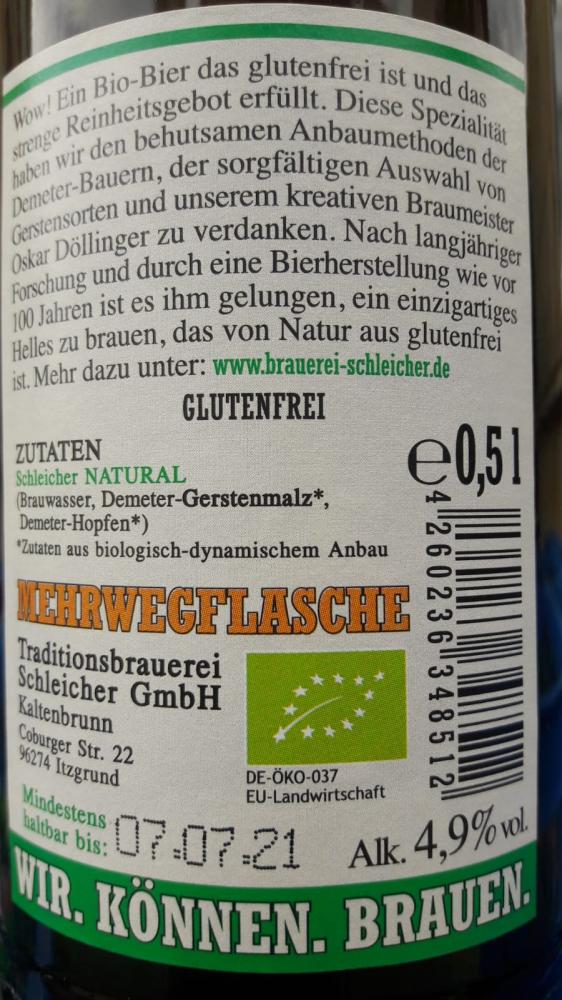 Wow! Ein Bio-Bier das glutenfrei ist und das
strenge Reinheitsgebot erfüllt. Diese Spezialität
haben wir den behutsamen Anbaumethoden der
Demeter-Bauern, der sorgfältigen Auswahl von
Gerstensorten und unserem kreativen Braumeister
Oskar Döllinger zu verdanken. Nach langjähriger
Forschung und durch eine Bierherstellung wie vor
100 Jahren ist es ihm gelungen, ein einzigartiges
Helles zu brauen, das von Natur aus glutenfrei
ist. Mehr dazu unter: www.brauerei-schleicher.de
GLUTENFREI
ZUTATEN
Schleicher NATURAL
(Brauwasser, Demeter-Gerstenmalz*,
Demeter-Hopfen*)
*Zutaten aus biologisch-dynamischem Anbau
e 0,5 l
4 260236 348512
MEHRWEGFLASCHE
Traditionsbrauerei
Schleicher GmbH
Kaltenbrunn
Coburger Str. 22
96274 Itzgrund
DE-ÖKO-037
EU-Landwirtschaft
Mindestens
haltbar bis: 07.07.21
Alk. 4,9% vol.
WIR. KÖNNEN. BRAUEN.